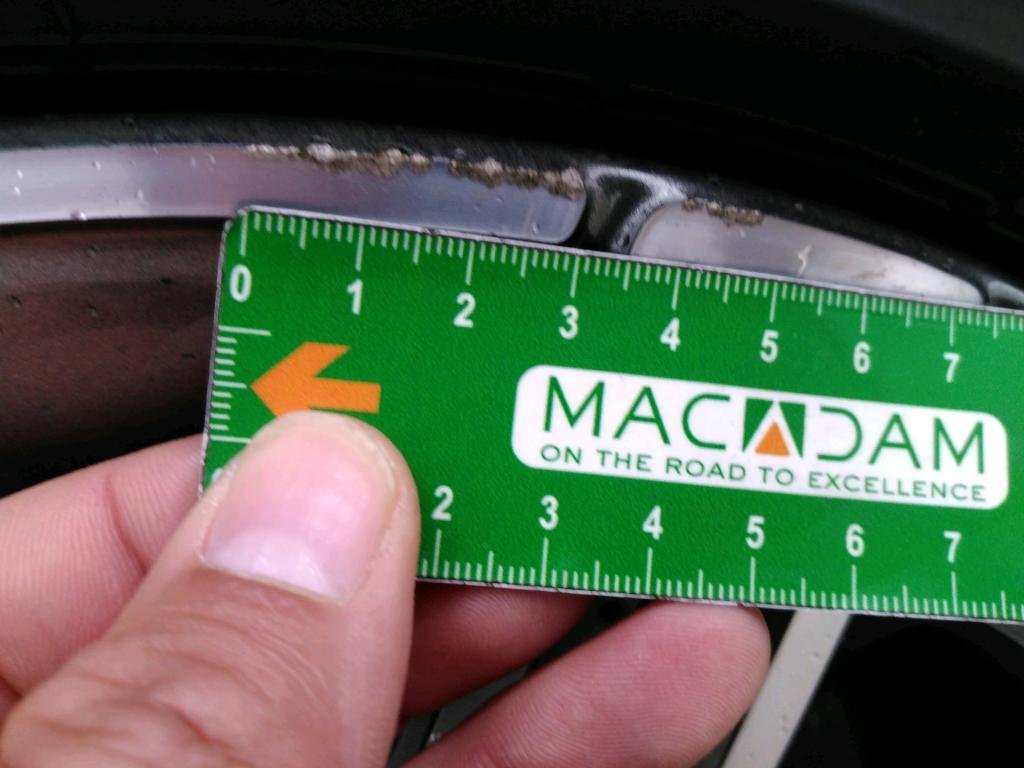 0 1 2 3 4 5 6 7
MACADAM
ON THE ROAD TO EXCELLENCE
2 3 4 5 6 7